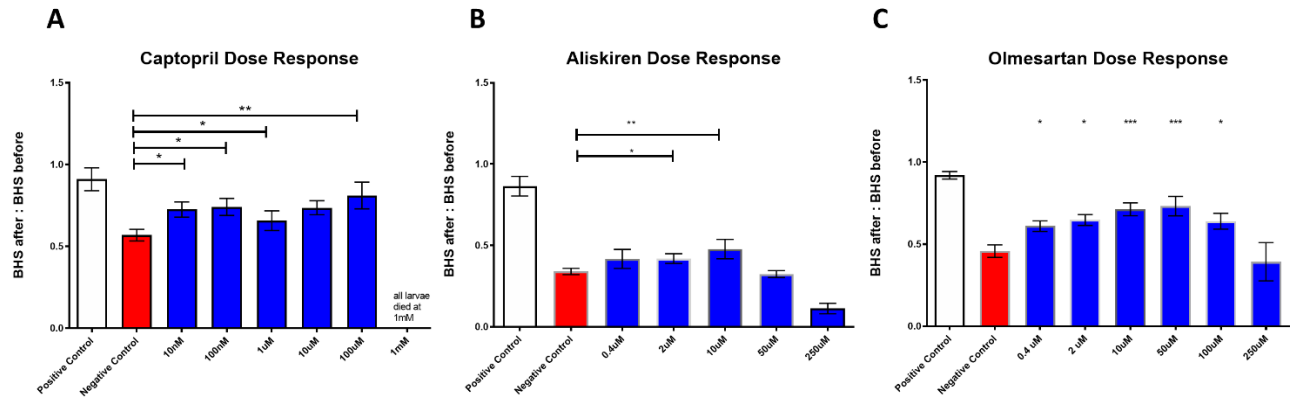 A
Captopril Dose Response
BHS after : BHS before
1.5
1.0
0.5
0.0
**
*
*
*
all larvae
died at
1mM
Positive Control
Negative Control
10nM
100nM
1uM
10uM
100uM
1mM
B
Aliskiren Dose Response
BHS after : BHS before
1.5
1.0
0.5
0.0
**
*
Positive Control
Negative Control
0.4uM
2uM
10uM
50uM
250uM
C
Olmesartan Dose Response
BHS after : BHS before
1.5
1.0
0.5
0.0
* * *** *** *
Positive Control
Negative Control
0.4 uM
2 uM
10uM
50uM
100uM
250uM